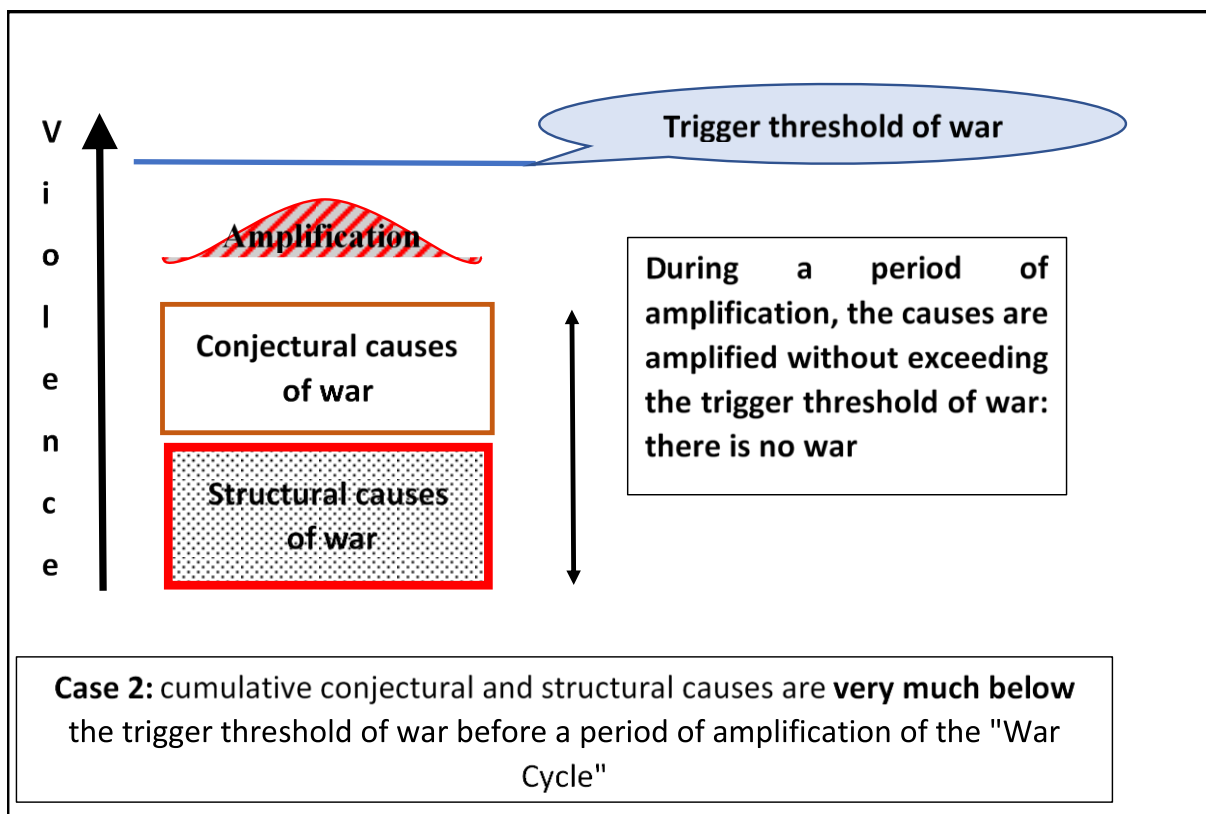 Trigger threshold of war
Violence
Amplification
Conjectural causes
of war
Structural causes
of war
During a period of
amplification, the causes are
amplified without exceeding
the trigger threshold of war:
there is no war
Case 2: cumulative conjectural and structural causes are very much below
the trigger threshold of war before a period of amplification of the "War
Cycle"